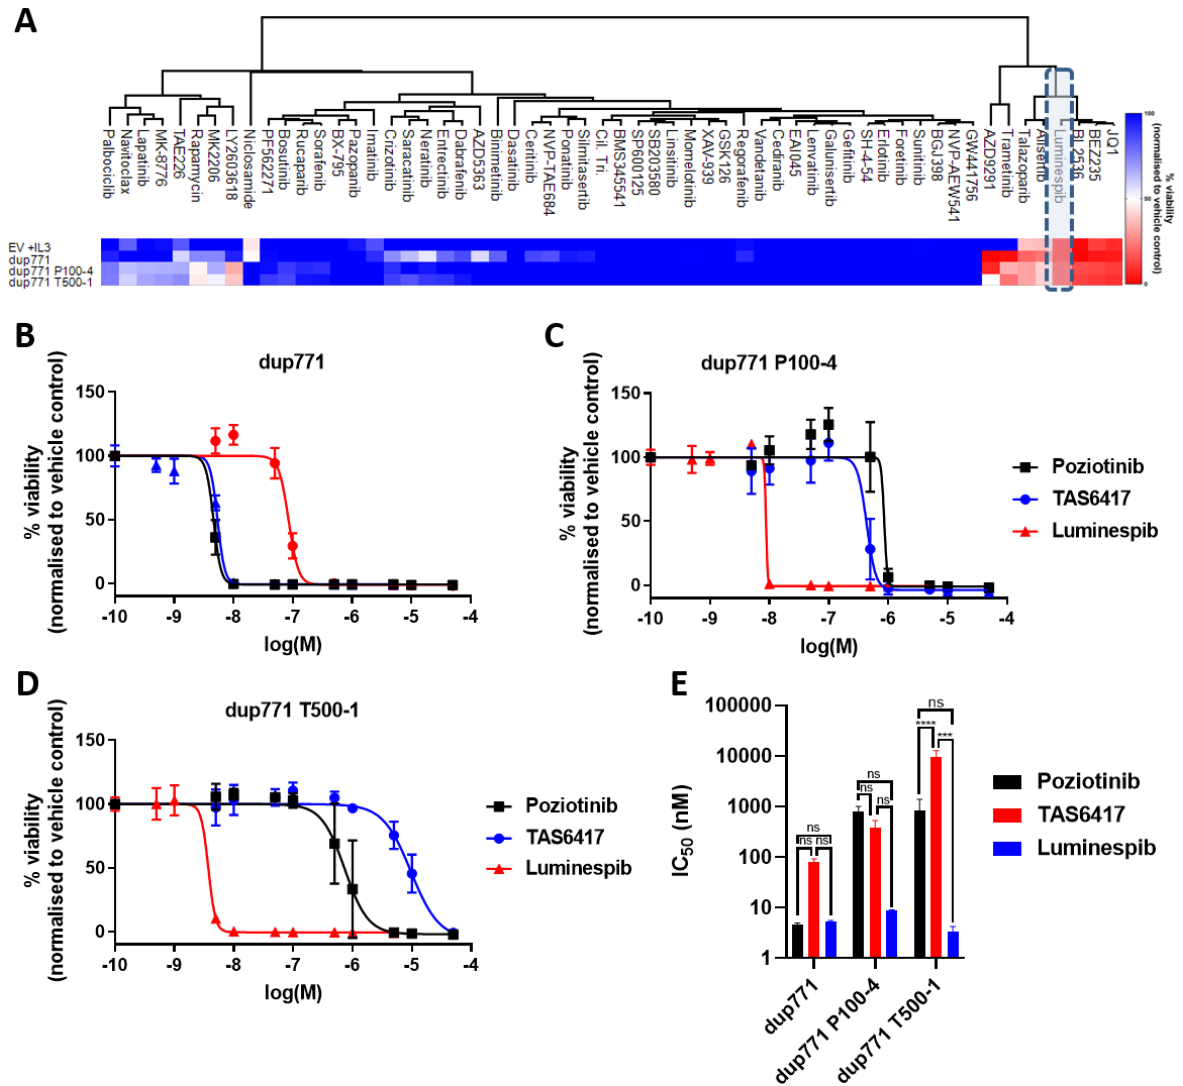 A
Palbociclib
Navitoclax
Lapatinib
MK-8776
TAE226
Rapamycin
MK2206
LY2603618
Niclosamide
PF562271
Bosutinib
Rucaparib
Sorafenib
BX-795
Pazopanib
Imatinib
Crizotinib
Saracatinib
Neratinib
Entrectinib
Dabrafenib
AZD5363
Binimetinib
Dasatinib
Ceritinib
NVP-TAE684
Ponatinib
Silmitasertib
Cil. Tri.
BMS345541
SP600125
SB203580
Linsitinib
Momelotinib
XAV-939
GSK126
Regorafenib
Vandetanib
Cediranib
EAI045
Lenvatinib
Galunisertib
Gefitinib
SH-4-54
Erlotinib
Foretinib
Sunitinib
BGJ398
NVP-AEW541
GW441756
AZD9291
Trametinib
Talazoparib
Alisertib
Luminespib
BI_2536
BEZ235
JQ1
100
50
0
% viability
(normalised to vehicle control)
EV +IL3
dup771
dup771 P100-4
dup771 T500-1
B
dup771
% viability
(normalised to vehicle control)
150
100
50
0
-10
-9
-8
-7
-6
-5
-4
log(M)
C
dup771 P100-4
% viability
(normalised to vehicle control)
150
100
50
0
-10
-9
-8
-7
-6
-5
-4
log(M)
Poziotinib
TAS6417
Luminespib
D
dup771 T500-1
% viability
(normalised to vehicle control)
150
100
50
0
-10
-9
-8
-7
-6
-5
-4
log(M)
Poziotinib
TAS6417
Luminespib
E
IC50 (nM)
100000
10000
1000
100
10
1
ns
ns
ns
ns
ns
ns
ns
****
***
dup771
dup771 P100-4
dup771 T500-1
Poziotinib
TAS6417
Luminespib